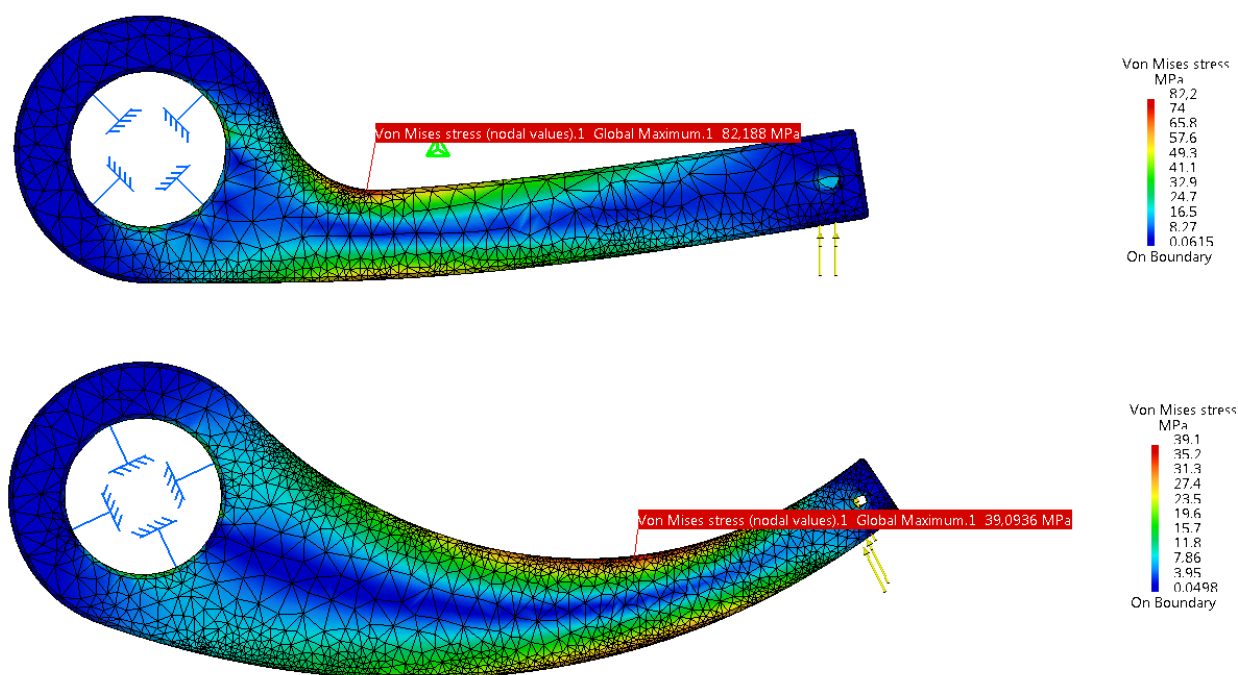 Von Mises stress
MPa
82.2
74
65.8
57.6
49.3
41.1
32.9
24.7
16.5
8.27
0.0615
On Boundary
Von Mises stress (nodal values).1 Global Maximum.1 82,188 MPa
Von Mises stress
MPa
39.1
35.2
31.3
27.4
23.5
19.6
15.7
11.8
7.86
3.95
0.0498
On Boundary
Von Mises stress (nodal values).1 Global Maximum.1 39,0936 MPa